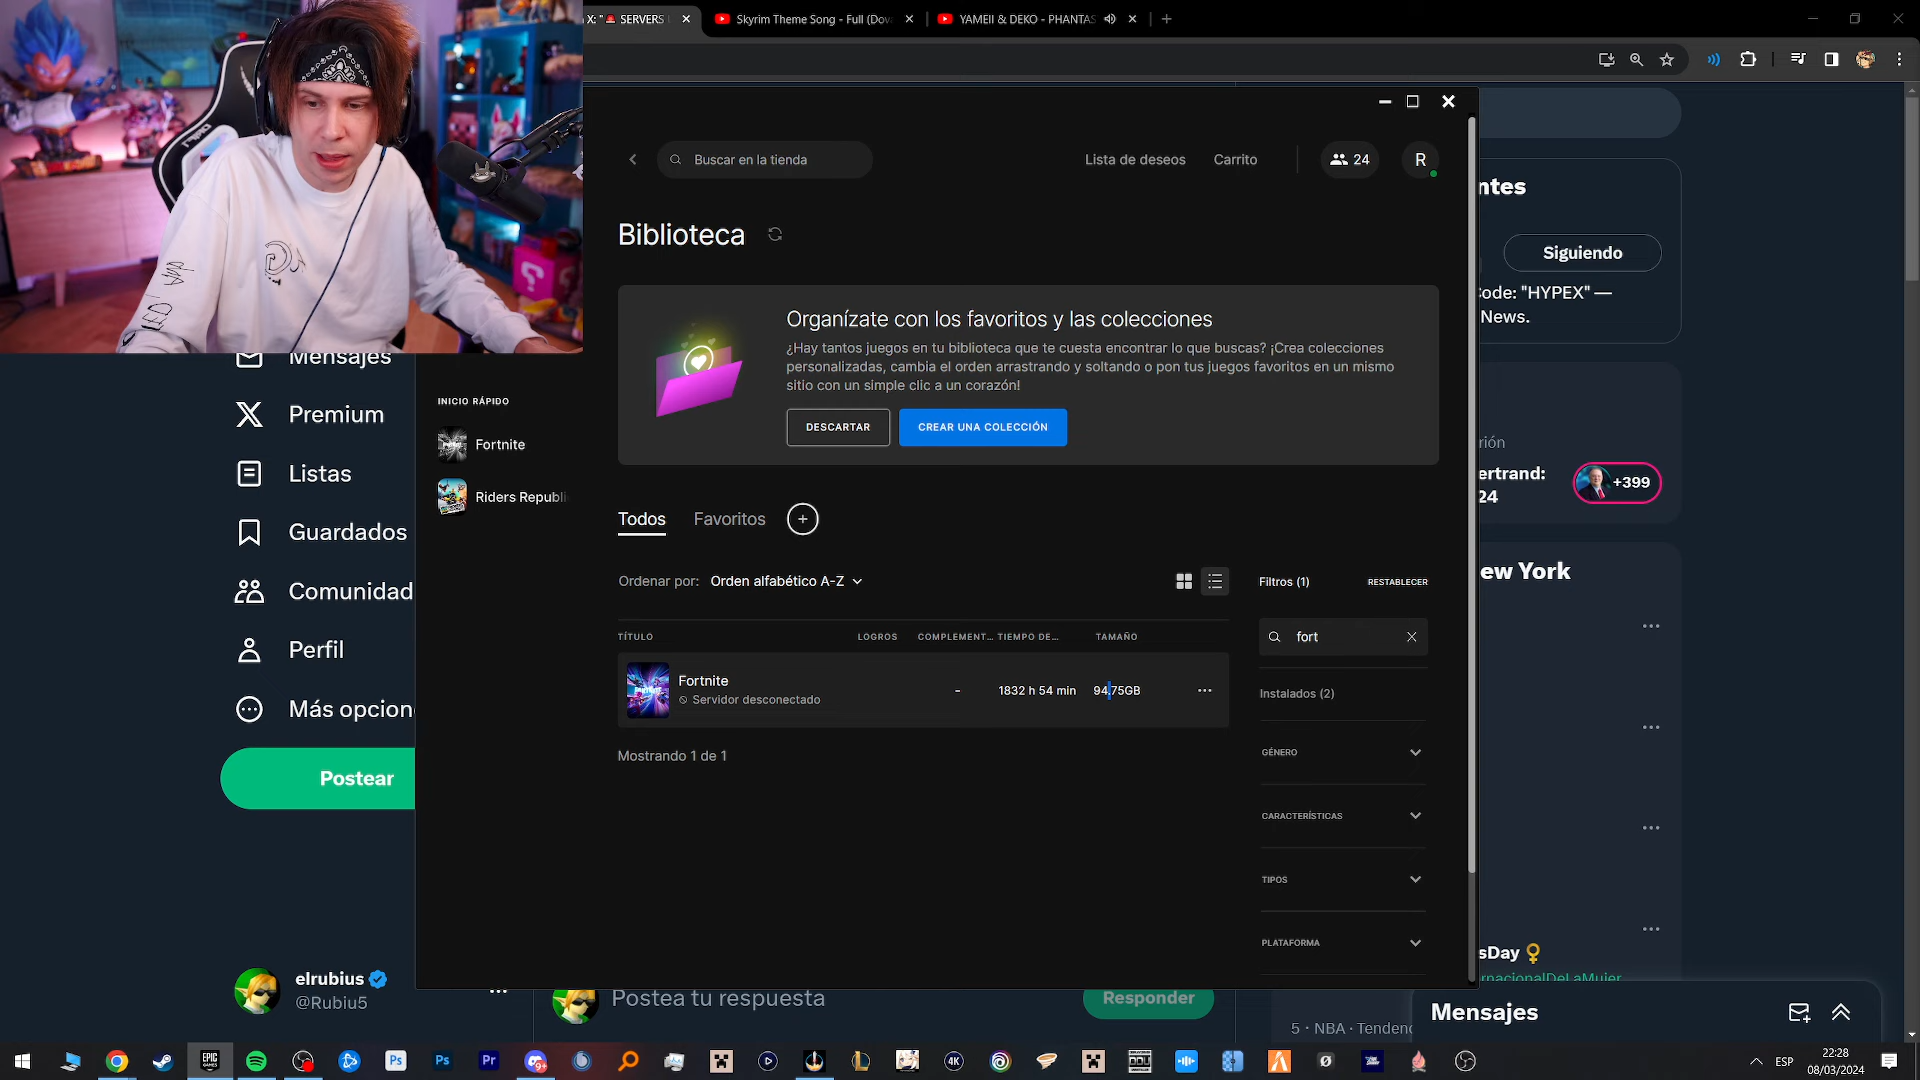 X: "🚨 SERVERS
Skyrim Theme Song - Full (Dov
YAMEII & DEKO - PHANTAS
Buscar en la tienda
Lista de deseos
Carrito
24
R
Biblioteca
Organízate con los favoritos y las colecciones
¿Hay tantos juegos en tu biblioteca que te cuesta encontrar lo que buscas? ¡Crea colecciones
personalizadas, cambia el orden arrastrando y soltando o pon tus juegos favoritos en un mismo
sitio con un simple clic a un corazón!
DESCARTAR
CREAR UNA COLECCIÓN
INICIO RÁPIDO
Fortnite
Riders Republi
Todos
Favoritos
Ordenar por: Orden alfabético A-Z
Filtros (1)
RESTABLECER
TÍTULO
LOGROS
COMPLEMENT...
TIEMPO DE...
TAMAÑO
fort
Fortnite
Servidor desconectado
-
1832 h 54 min
94.75GB
Instalados (2)
Mostrando 1 de 1
GÉNERO
CARACTERÍSTICAS
TIPOS
PLATAFORMA
Mensajes
Premium
Listas
Guardados
Comunidad
Perfil
Más opcion
Postear
elrubius
@Rubiu5
Postea tu respuesta
Responder
ntes
Siguiendo
Code: "HYPEX" —
News.
rión
ertrand:
24
+399
ew York
sDay
rnacionalDeLaMujer
5 · NBA · Tendenc
Mensajes
ESP
22:28
08/03/2024